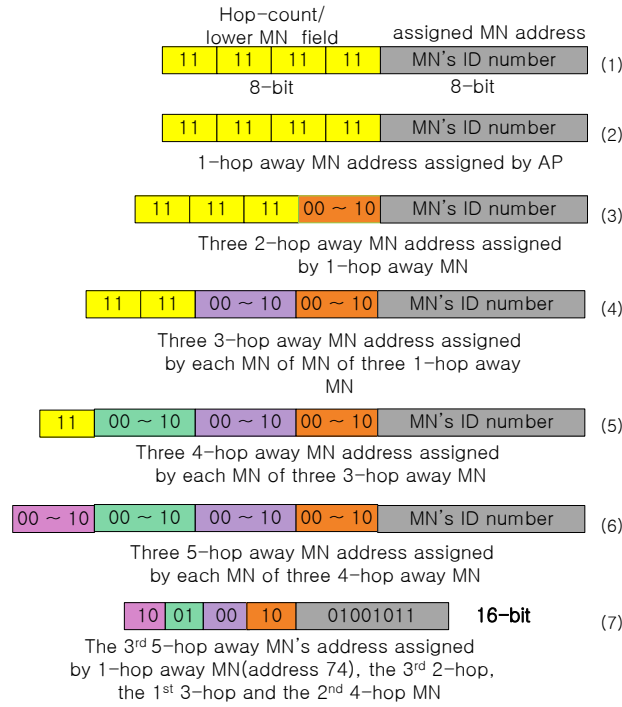 Hop-count/
lower MN field assigned MN address
11 11 11 11 MN's ID number (1)
8-bit 8-bit
11 11 11 11 MN's ID number (2)
1-hop away MN address assigned by AP
11 11 11 00 ~ 10 MN's ID number (3)
Three 2-hop away MN address assigned
by 1-hop away MN
11 11 00 ~ 10 00 ~ 10 MN's ID number (4)
Three 3-hop away MN address assigned
by each MN of MN of three 1-hop away
MN
11 00 ~ 10 00 ~ 10 00 ~ 10 MN's ID number (5)
Three 4-hop away MN address assigned
by each MN of three 3-hop away MN
00 ~ 10 00 ~ 10 00 ~ 10 00 ~ 10 MN's ID number (6)
Three 5-hop away MN address assigned
by each MN of three 4-hop away MN
10 01 00 10 01001011 16-bit (7)
The 3rd 5-hop away MN's address assigned
by 1-hop away MN(address 74), the 3rd 2-hop,
the 1st 3-hop and the 2nd 4-hop MN